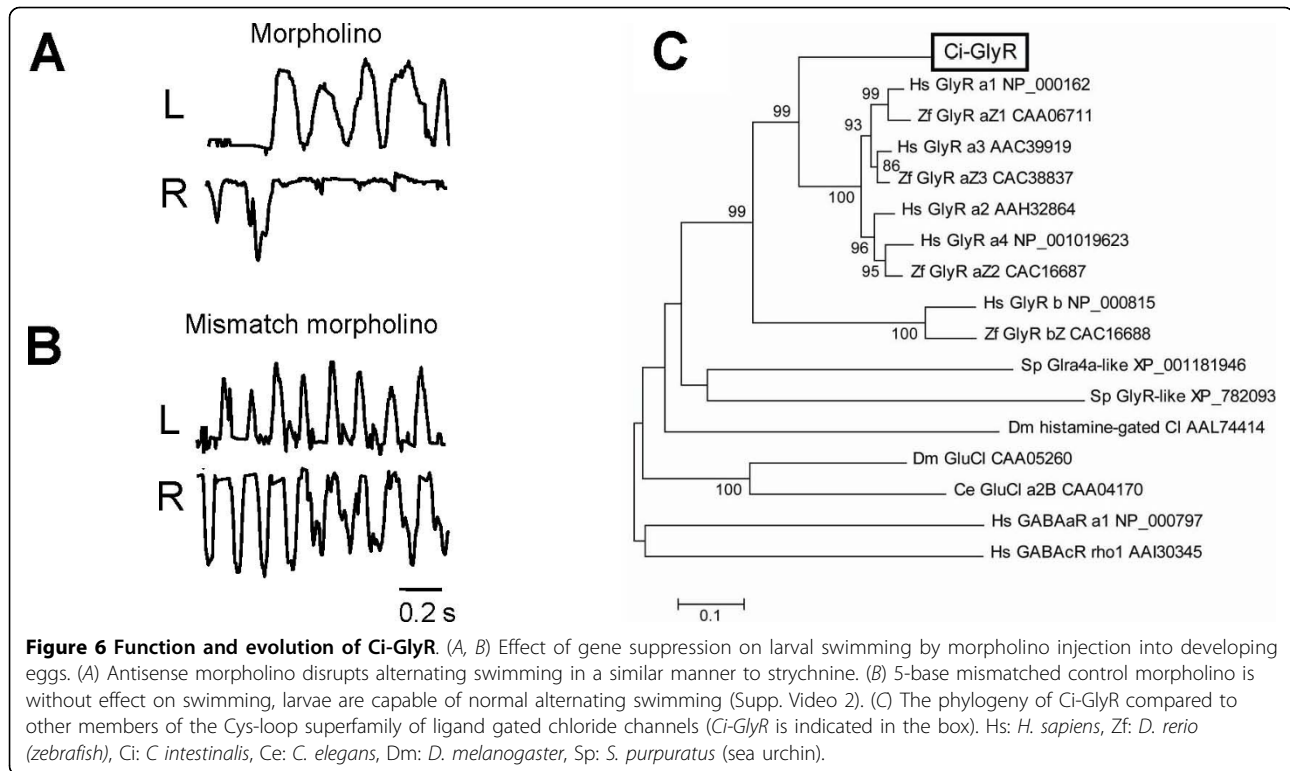 A
Morpholino
L
R
B
Mismatch morpholino
L
R
0.2 s
C
Ci-GlyR
Hs GlyR a1 NP_000162
99
Zf GlyR aZ1 CAA06711
93
Hs GlyR a3 AAC39919
99
86
Zf GlyR aZ3 CAC38837
100
Hs GlyR a2 AAH32864
99
96
Hs GlyR a4 NP_001019623
95
Zf GlyR aZ2 CAC16687
Hs GlyR b NP_000815
100
Zf GlyR bZ CAC16688
Sp Glra4a-like XP_001181946
Sp GlyR-like XP_782093
Dm histamine-gated Cl AAL74414
Dm GluCl CAA05260
100
Ce GluCl a2B CAA04170
Hs GABAaR a1 NP_000797
Hs GABAcR rho1 AAI30345
0.1
Figure 6 Function and evolution of Ci-GlyR. (A, B) Effect of gene suppression on larval swimming by morpholino injection into developing
eggs. (A) Antisense morpholino disrupts alternating swimming in a similar manner to strychnine. (B) 5-base mismatched control morpholino is
without effect on swimming, larvae are capable of normal alternating swimming (Supp. Video 2). (C) The phylogeny of Ci-GlyR compared to
other members of the Cys-loop superfamily of ligand gated chloride channels (Ci-GlyR is indicated in the box). Hs: H. sapiens, Zf: D. rerio
(zebrafish), Ci: C intestinalis, Ce: C. elegans, Dm: D. melanogaster, Sp: S. purpuratus (sea urchin).